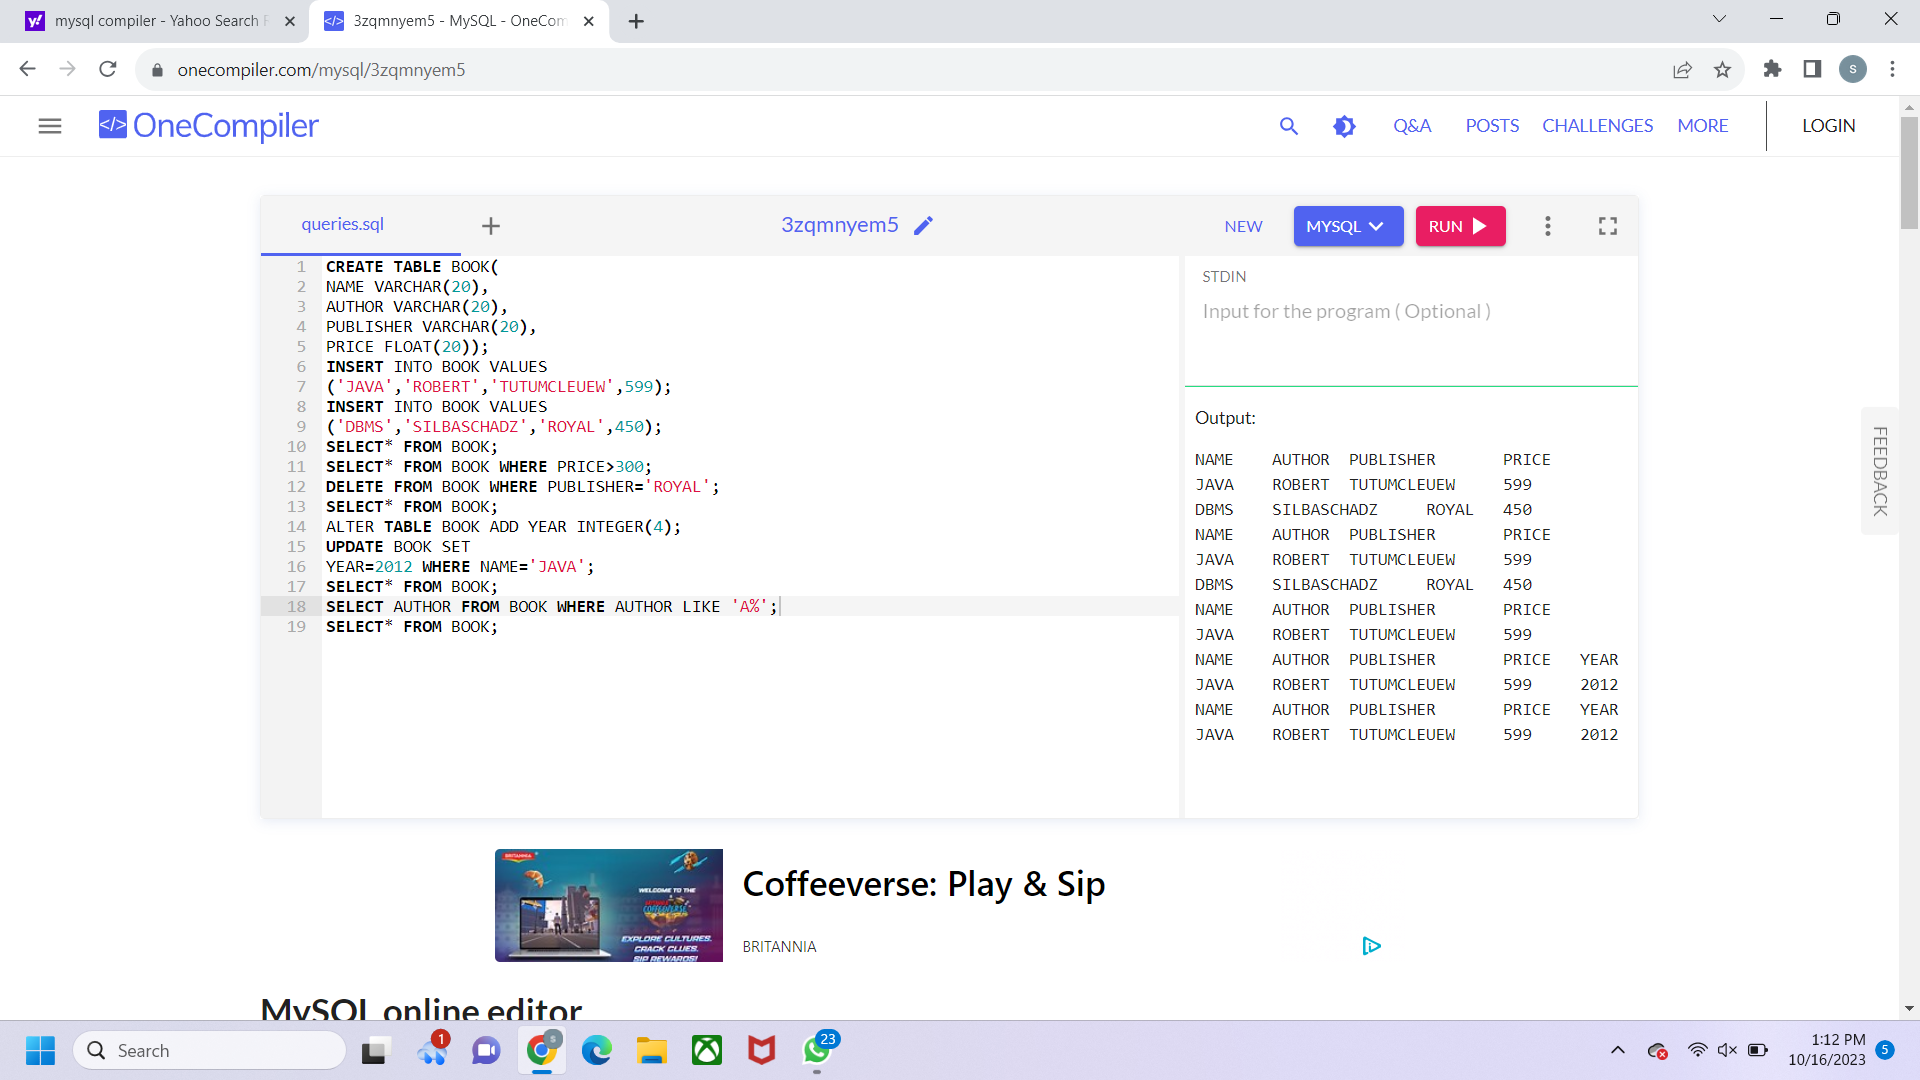 mysql compiler - Yahoo Search R
3zqmnyem5 - MySQL - OneCom
onecompiler.com/mysql/3zqmnyem5
S
</> OneCompiler
Q&A POSTS CHALLENGES MORE LOGIN
queries.sql
3zqmnyem5
NEW MYSQL RUN
1 CREATE TABLE BOOK(
2 NAME VARCHAR(20),
3 AUTHOR VARCHAR(20),
4 PUBLISHER VARCHAR(20),
5 PRICE FLOAT(20));
6 INSERT INTO BOOK VALUES
7 ('JAVA','ROBERT','TUTUMCLEUEW',599);
8 INSERT INTO BOOK VALUES
9 ('DBMS','SILBASCHADZ','ROYAL',450);
10 SELECT* FROM BOOK;
11 SELECT* FROM BOOK WHERE PRICE>300;
12 DELETE FROM BOOK WHERE PUBLISHER='ROYAL';
13 SELECT* FROM BOOK;
14 ALTER TABLE BOOK ADD YEAR INTEGER(4);
15 UPDATE BOOK SET
16 YEAR=2012 WHERE NAME='JAVA';
17 SELECT* FROM BOOK;
18 SELECT AUTHOR FROM BOOK WHERE AUTHOR LIKE 'A%';
19 SELECT* FROM BOOK;
STDIN
Input for the program ( Optional )
Output:
NAME AUTHOR PUBLISHER PRICE
JAVA ROBERT TUTUMCLEUEW 599
DBMS SILBASCHADZ ROYAL 450
NAME AUTHOR PUBLISHER PRICE
JAVA ROBERT TUTUMCLEUEW 599
DBMS SILBASCHADZ ROYAL 450
NAME AUTHOR PUBLISHER PRICE
JAVA ROBERT TUTUMCLEUEW 599
NAME AUTHOR PUBLISHER PRICE YEAR
JAVA ROBERT TUTUMCLEUEW 599 2012
NAME AUTHOR PUBLISHER PRICE YEAR
JAVA ROBERT TUTUMCLEUEW 599 2012
FEEDBACK
BRITANNIA
WELCOME TO THE
BRITANNIA
COFFEEVERSE
EXPLORE CULTURES.
CRACK CLUES.
SIP REWARDS!
Coffeeverse: Play & Sip
BRITANNIA
MySQL online editor
Search
1
S
23
1:12 PM
10/16/2023
5